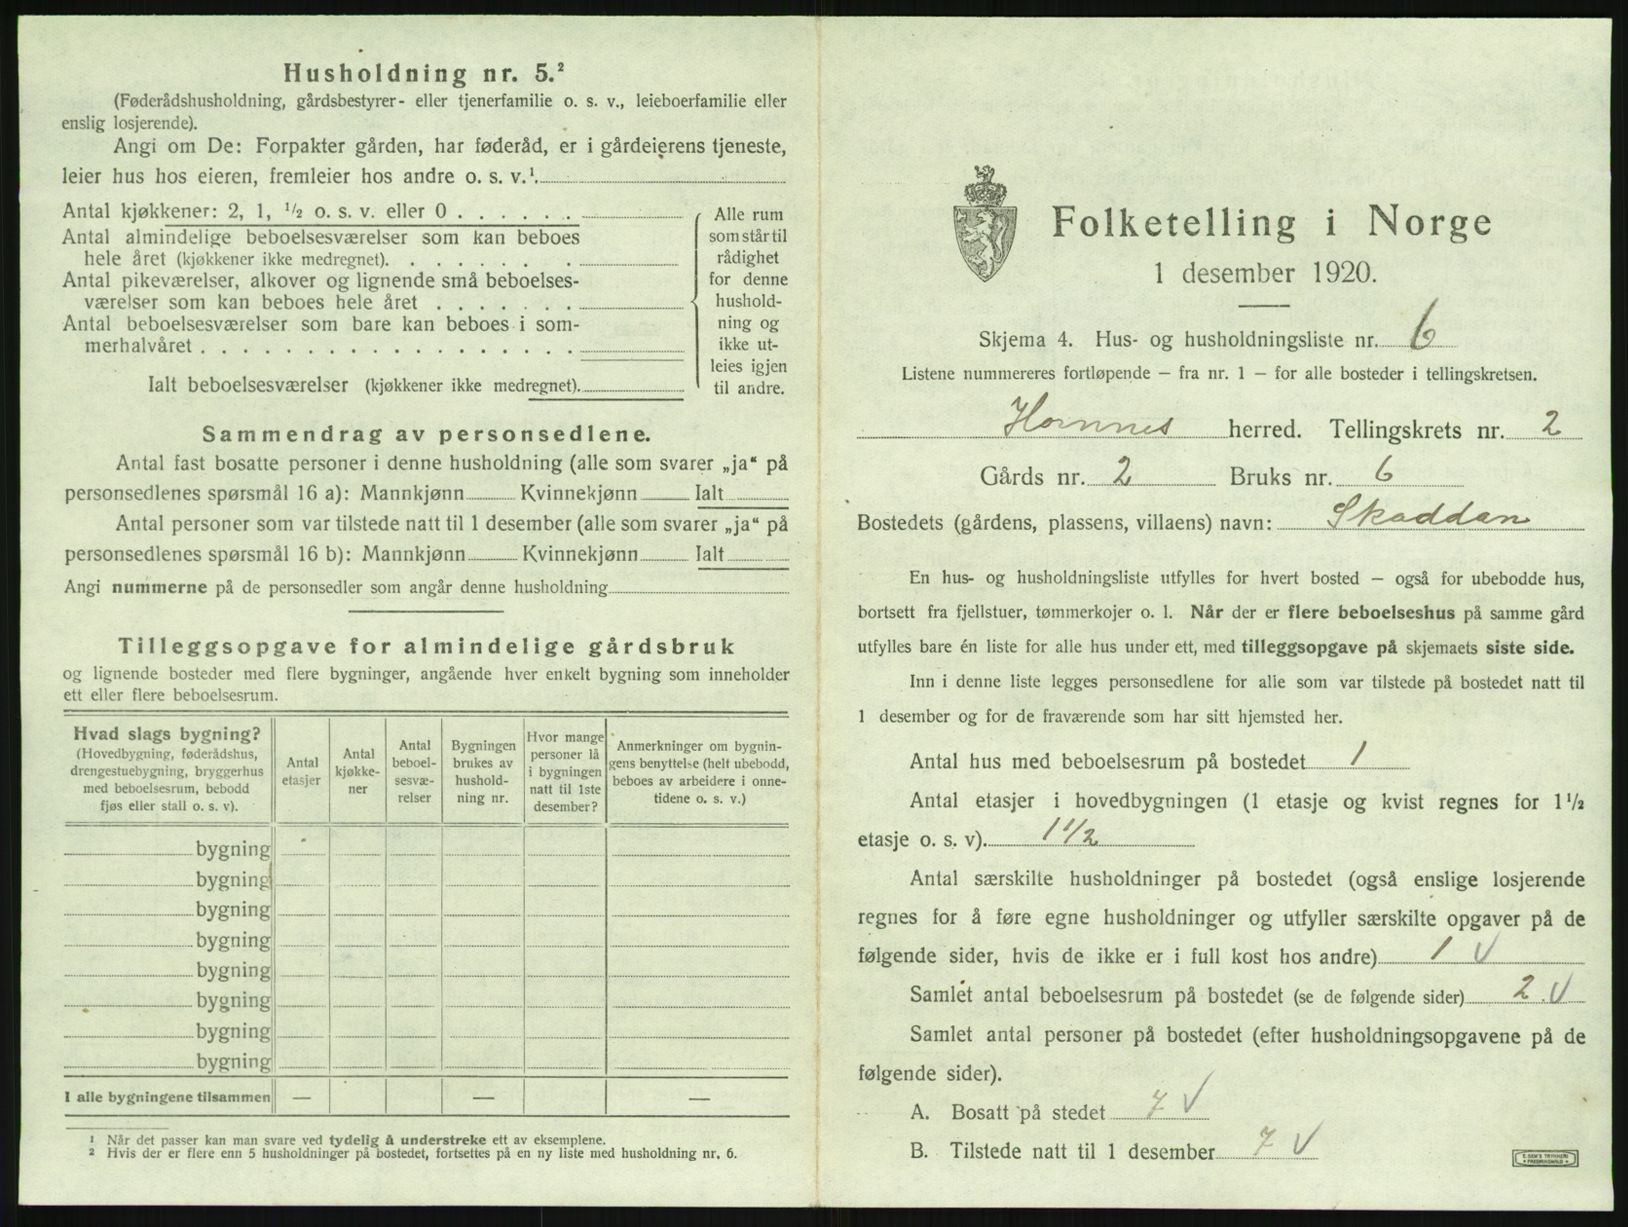 Husholdning nr. 5.²
(Føderådshusholdning, gårdsbestyrer- eller tjenerfamilie o. s. v., leieboerfamilie eller
enslig losjerende).
Angi om De: Forpakter gården, har føderåd, er i gårdeierens tjeneste,
leier hus hos eieren, fremleier hos andre o. s. v.¹.
Antal kjøkkener: 2, 1, ½ o. s. v. eller 0 . . . . . .
Antal almindelige beboelsesværelser som kan beboes
hele året (kjøkkener ikke medregnet). . . . . . . .
Antal pikeværelser, alkover og lignende små beboelses-
værelser som kan beboes hele året . . . . . . .
Antal beboelsesværelser som bare kan beboes i som-
merhalvåret . . . . . . . . . . . . . . . . . .
Ialt beboelsesværelser (kjøkkener ikke medregnet).
Alle rum
som står til
rådighet
for denne
hushold-
ning og
ikke ut-
leies igjen
til andre.
Sammendrag av personsedlene.
Antal fast bosatte personer i denne husholdning (alle som svarer „ja“ på
personsedlenes spørsmål 16 a): Mannkjønn Kvinnekjønn Ialt
Antal personer som var tilstede natt til 1 desember (alle som svarer „ja“ på
personsedlenes spørsmål 16 b): Mannkjønn Kvinnekjønn Ialt
Angi nummerne på de personsedler som angår denne husholdning
Tilleggsopgave for almindelige gårdsbruk
og lignende bosteder med flere bygninger, angående hver enkelt bygning som inneholder
ett eller flere beboelsesrum.
Hvad slags bygning?
(Hovedbygning, føderådshus,
drengestuebygning, bryggerhus
med beboelsesrum, bebodd
fjøs eller stall o. s. v).
Antal
etasjer
Antal
kjøkke-
ner
Antal
beboel-
sesvæ-
relser
Bygningen
brukes av
hushold-
ning nr.
Hvor mange
personer lå
i bygningen
natt til 1ste
desember?
Anmerkninger om bygnin-
gens benyttelse (helt ubebodd,
beboes av arbeidere i onne-
tidene o. s. v.)
bygning
bygning
bygning
bygning
bygning
bygning
bygning
bygning
I alle bygningene tilsammen — — —
¹ Når det passer kan man svare ved tydelig å understreke ett av eksemplene.
² Hvis der er flere enn 5 husholdninger på bostedet, fortsettes på en ny liste med husholdning nr. 6.
Folketelling i Norge
1 desember 1920.
Skjema 4. Hus- og husholdningsliste nr. 6
Listene nummereres fortløpende — fra nr. 1 — for alle bosteder i tellingskretsen.
Hornnes herred. Tellingskrets nr. 2
Gårds nr. 2 Bruks nr. 6
Bostedets (gårdens, plassens, villaens) navn: Skoddan
En hus- og husholdningsliste utfylles for hvert bosted — også for ubebodde hus,
bortsett fra fjellstuer, tømmerkojer o. l. Når der er flere beboelseshus på samme gård
utfylles bare én liste for alle hus under ett, med tilleggsopgave på skjemaets siste side.
Inn i denne liste legges personsedlene for alle som var tilstede på bostedet natt til
1 desember og for de fraværende som har sitt hjemsted her.
Antal hus med beboelsesrum på bostedet 1
Antal etasjer i hovedbygningen (1 etasje og kvist regnes for 1½
etasje o. s. v). 1½
Antal særskilte husholdninger på bostedet (også enslige losjerende
regnes for å føre egne husholdninger og utfyller særskilte opgaver på de
følgende sider, hvis de ikke er i full kost hos andre) 1 V
Samlet antal beboelsesrum på bostedet (se de følgende sider) 2. V
Samlet antal personer på bostedet (efter husholdningsopgavene på de
følgende sider).
A. Bosatt på stedet 7 V
B. Tilstede natt til 1 desember 7 V